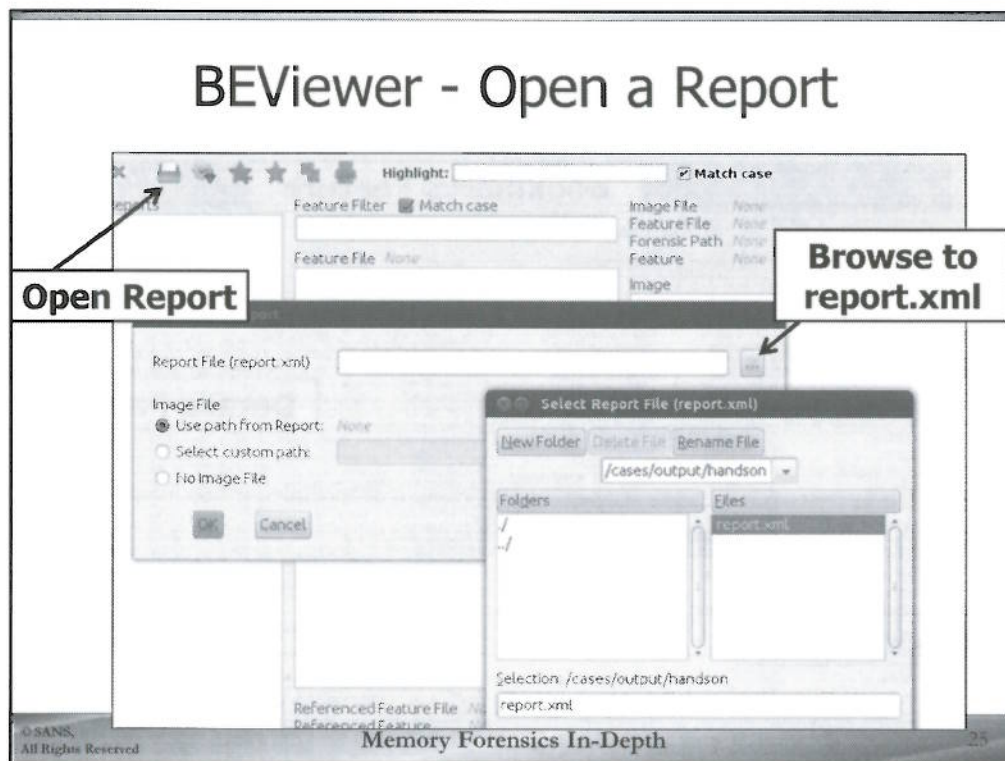 BEViewer - Open a Report
Highlight:
Match case
eports
Feature Filter
Match case
Image File None
Feature File None
Forensic Path None
Feature None
Feature File None
Image
Open Report
Browse to
report.xml
Report File (report.xml)
Image File
Use path from Report: None
Select custom path:
No Image File
OK
Cancel
Select Report File (report.xml)
New Folder
Delete File
Rename File
/cases/output/handson
Folders
Files
./
../
report.xml
Selection: /cases/output/handson
report.xml
Referenced Feature File
Referenced Feature
© SANS,
All Rights Reserved
Memory Forensics In-Depth
25